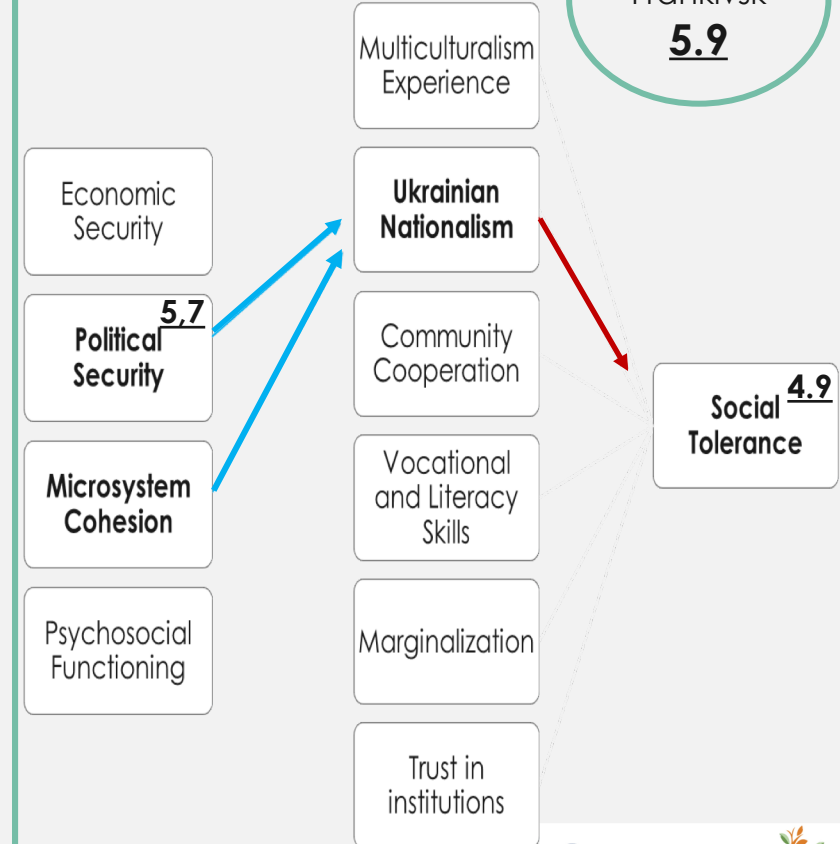 5.9
Multiculturalism
Experience
Economic
Security
Ukrainian
Nationalism
5,7
Political
Security
Community
Cooperation
4.9
Social
Tolerance
Microsystem
Cohesion
Vocational
and Literacy
Skills
Psychosocial
Functioning
Marginalization
Trust in
institutions